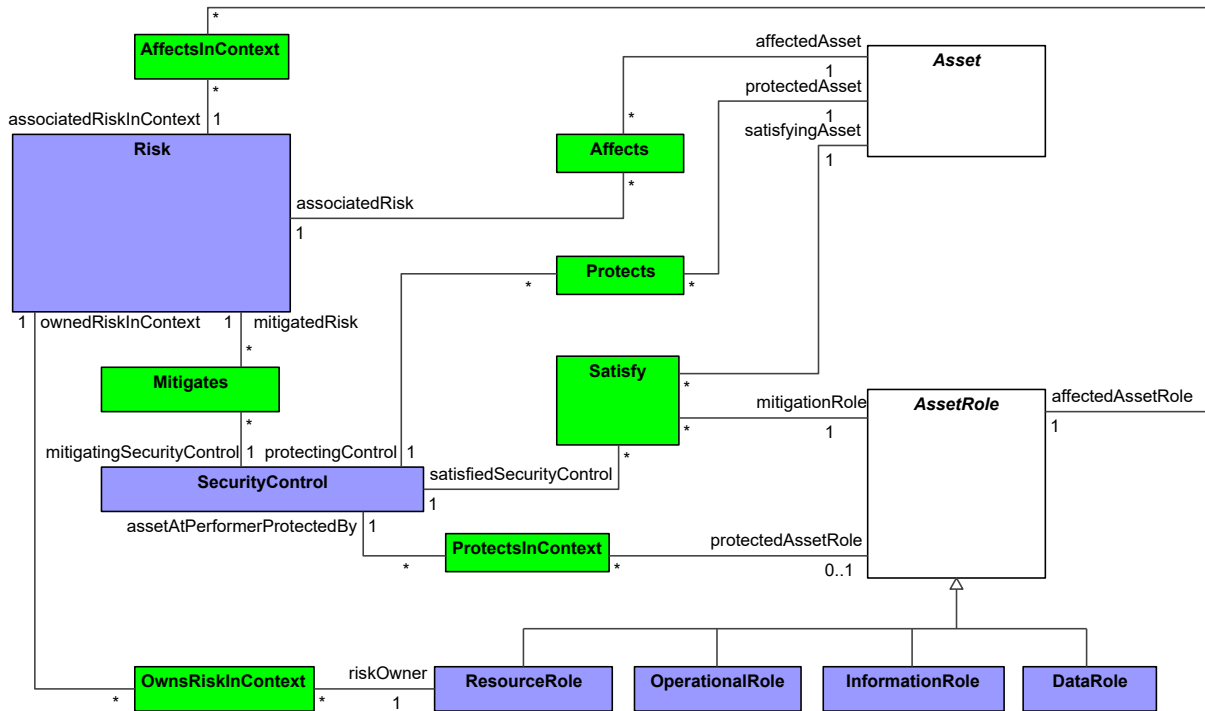 *
AffectsInContext
*
associatedRiskInContext 1
affectedAsset
1
Asset
protectedAsset
1
satisfyingAsset
1
Risk
*
Affects
*
associatedRisk
1
Protects
*
*
1 ownedRiskInContext 1 mitigatedRisk
*
Mitigates
*
Satisfy
*
mitigationRole
*
1
AssetRole
affectedAssetRole
1
mitigatingSecurityControl 1 protectingControl 1
*
SecurityControl
satisfiedSecurityControl
1
assetAtPerformerProtectedBy 1
ProtectsInContext
*
*
protectedAssetRole
0..1
OwnsRiskInContext
*
*
riskOwner
1
ResourceRole
OperationalRole
InformationRole
DataRole